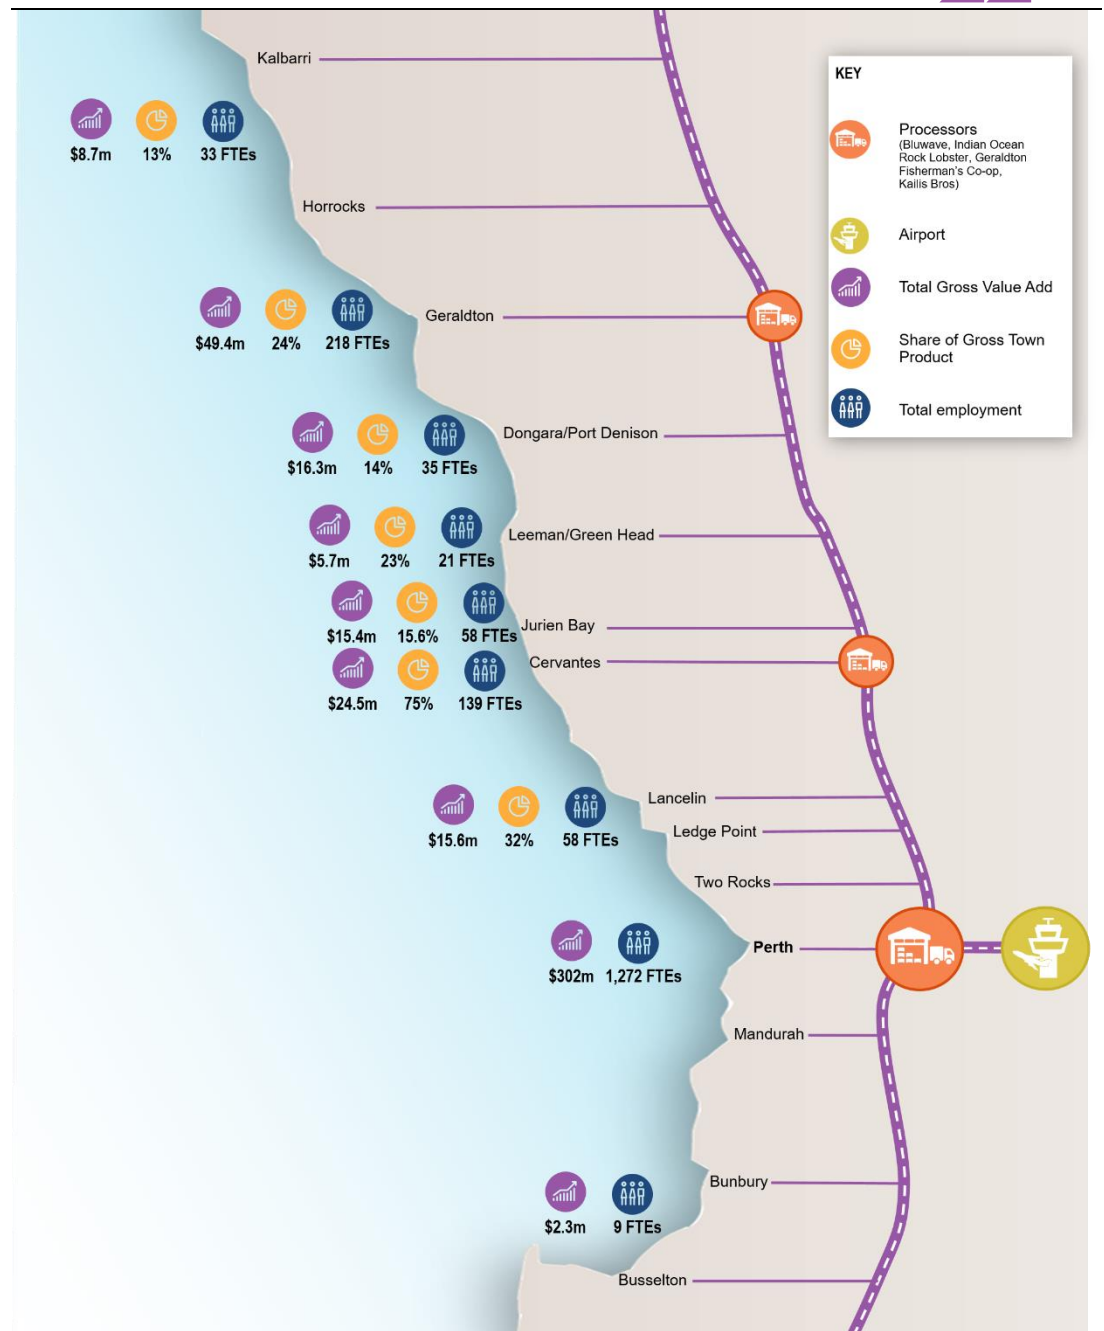 Kalbarri
KEY
Processors
(Bluwave, Indian Ocean
Rock Lobster, Geraldton
Fisherman's Co-op,
Kailis Bros)
$8.7m 13% 33 FTEs
Horrocks
Airport
Total Gross Value Add
Geraldton
$49.4m 24% 218 FTEs
Share of Gross Town
Product
Total employment
Dongara/Port Denison
$16.3m 14% 35 FTEs
Leeman/Green Head
$5.7m 23% 21 FTEs
Jurien Bay
$15.4m 15.6% 58 FTEs
Cervantes
$24.5m 75% 139 FTEs
Lancelin
Ledge Point
$15.6m 32% 58 FTEs
Two Rocks
Perth
$302m 1,272 FTEs
Mandurah
Bunbury
$2.3m 9 FTEs
Busselton